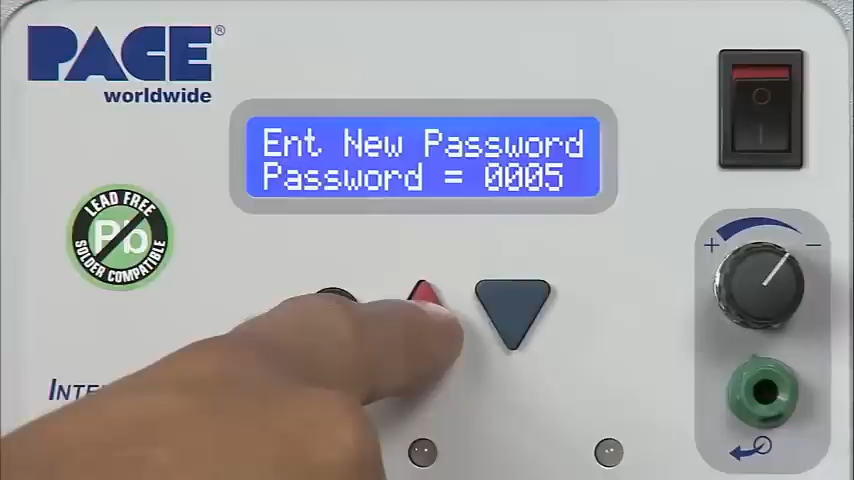 PACE®
worldwide
Ent New Password
Password = 0005
LEAD FREE
Pb
SOLDER COMPATIBLE
+ −